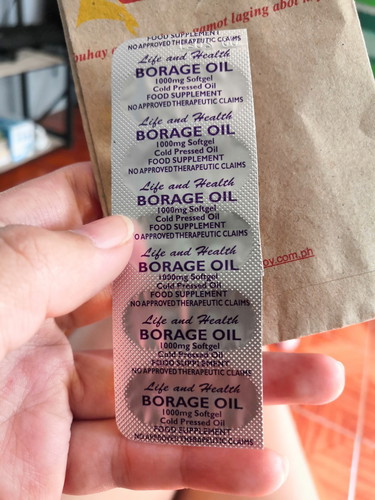 buhay
gamot laging abot
FOOD SUPPLEMENT
NO APPROVED THERAPEUTIC CLAIMS
Life and Health
BORAGE OIL
1000mg Softgel
Cold Pressed Oil
FOOD SUPPLEMENT
NO APPROVED THERAPEUTIC CLAIMS
Life and Health
BORAGE OIL
1000mg Softgel
Cold Pressed Oil
FOOD SUPPLEMENT
NO APPROVED THERAPEUTIC CLAIMS
Life and Health
BORAGE OIL
1000mg Softgel
Cold Pressed Oil
FOOD SUPPLEMENT
NO APPROVED THERAPEUTIC CLAIMS
Life and Health
BORAGE OIL
1000mg Softgel
Cold Pressed Oil
FOOD SUPPLEMENT
NO APPROVED THERAPEUTIC CLAIMS
Life and Health
BORAGE OIL
1000mg Softgel
Cold Pressed Oil
FOOD SUPPLEMENT
NO APPROVED THERAPEUTIC CLAIMS
Life and Health
BORAGE OIL
1000mg Softgel
Cold Pressed Oil
FOOD SUPPLEMENT
NO APPROVED THERAPEUTIC CLAIMS
.com.ph